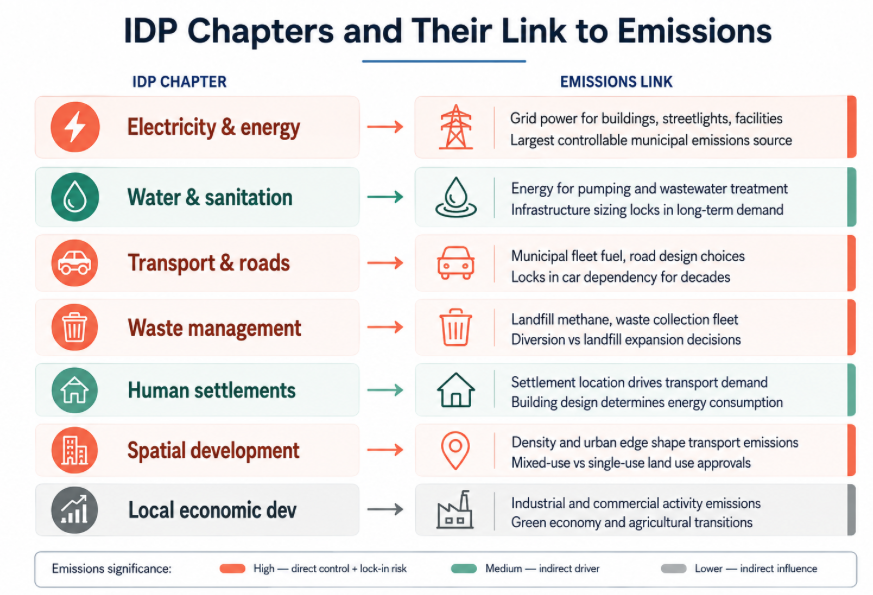 IDP Chapters and Their Link to Emissions
IDP CHAPTER
EMISSIONS LINK
Electricity & energy
Grid power for buildings, streetlights, facilities
Largest controllable municipal emissions source
Water & sanitation
Energy for pumping and wastewater treatment
Infrastructure sizing locks in long-term demand
Transport & roads
Municipal fleet fuel, road design choices
Locks in car dependency for decades
Waste management
Landfill methane, waste collection fleet
Diversion vs landfill expansion decisions
Human settlements
Settlement location drives transport demand
Building design determines energy consumption
Spatial development
Density and urban edge shape transport emissions
Mixed-use vs single-use land use approvals
Local economic dev
Industrial and commercial activity emissions
Green economy and agricultural transitions
Emissions significance:
High — direct control + lock-in risk
Medium — indirect driver
Lower — indirect influence